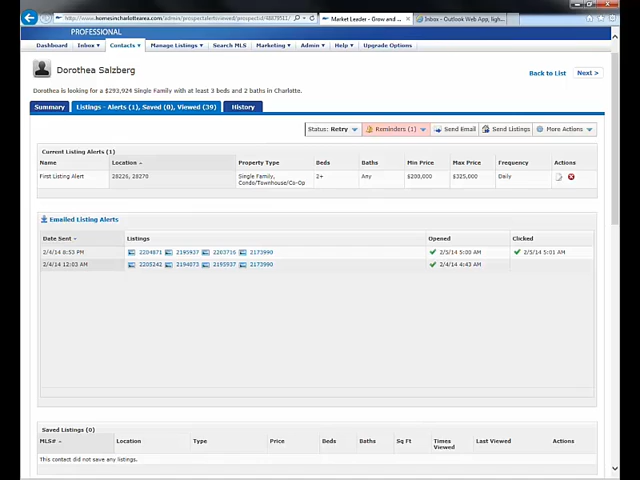 http://www.homesincharlottearea.com/admin/prospectalertsviewed/prospectid/48879511/
Market Leader - Grow and ...
Inbox - Outlook Web App, ligh...
PROFESSIONAL
Dashboard Inbox Contacts Manage Listings Search MLS Marketing Admin Help Upgrade Options
Dorothea Salzberg
Back to List Next >
Dorothea is looking for a $293,924 Single Family with at least 3 beds and 2 baths in Charlotte.
Summary Listings - Alerts (1), Saved (0), Viewed (39) History
Status: Retry Reminders (1) Send Email Send Listings More Actions
Current Listing Alerts (1)
Name Location Property Type Beds Baths Min Price Max Price Frequency Actions
First Listing Alert 28226, 28270 Single Family, Condo/Townhouse/Co-Op 2+ Any $200,000 $325,000 Daily
Emailed Listing Alerts
Date Sent Listings Opened Clicked
2/4/14 8:53 PM 2204871 2195937 2203716 2173990 2/5/14 5:00 AM 2/5/14 5:01 AM
2/4/14 12:03 AM 2205242 2194073 2195937 2173990 2/4/14 4:43 AM
Saved Listings (0)
MLS# Location Type Price Beds Baths Sq Ft Times Viewed Last Viewed Actions
This contact did not save any listings.